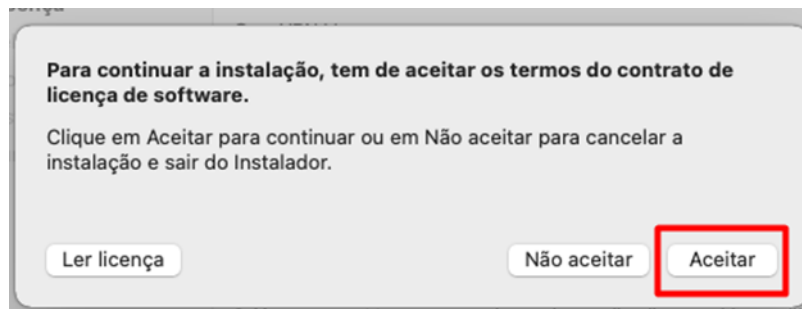 Para continuar a instalação, tem de aceitar os termos do contrato de
licença de software.
Clique em Aceitar para continuar ou em Não aceitar para cancelar a
instalação e sair do Instalador.
Ler licença
Não aceitar
Aceitar